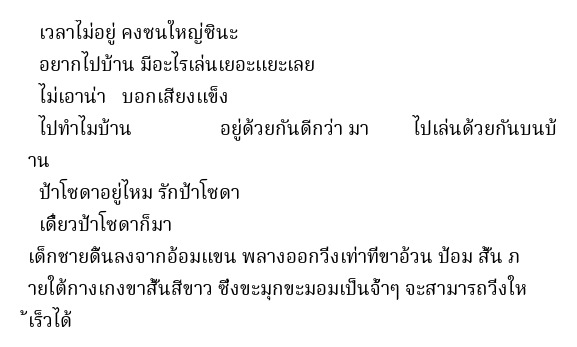 เวลาไม่อยู่ คงซนใหญ่ซินะ
อยากไปบ้าน มีอะไรเล่นเยอะแยะเลย
ไม่เอาน่า บอกเสียงแข็ง
ไปทำไมบ้าน อยู่ด้วยกันดีกว่า มา ไปเล่นด้วยกันบนบ้
าน
ป้าโซดาอยู่ไหม รักป้าโซดา
เดี๋ยวป้าโซดาก็มา
เด็กชายดิ้นลงจากอ้อมแขน พลางออกวิ่งเท่าที่ขาอ้วน ป้อม สั้น ภ
ายใต้กางเกงขาสั้นสีขาว ซึ่งขะมุกขะมอมเป็นจ้ำๆ จะสามารถวิ่งให
้เร็วได้